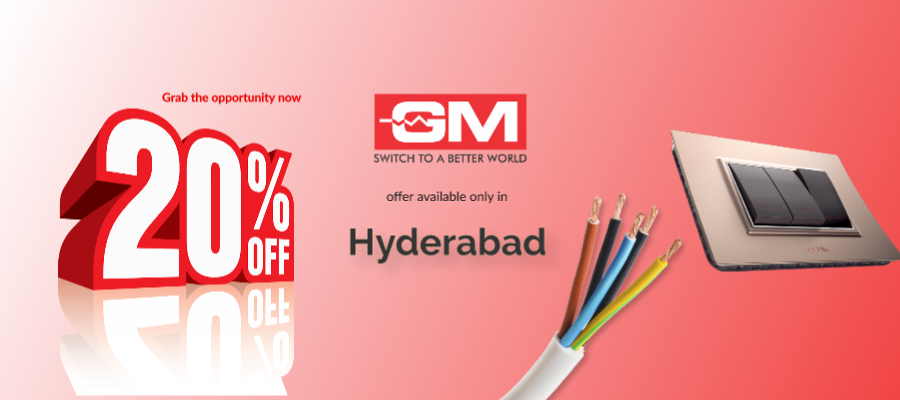 Grab the opportunity now
20%
OFF
GM
SWITCH TO A BETTER WORLD
offer available only in
Hyderabad